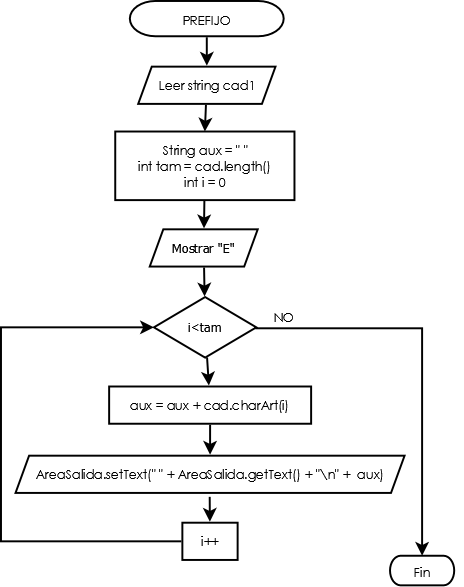 PREFIJO
Leer string cad1
String aux = " "
int tam = cad.length()
int i = 0
Mostrar "E"
i<tam
NO
aux = aux + cad.charArt(i)
AreaSalida.setText(" " + AreaSalida.getText() + "\n" + aux)
i++
Fin